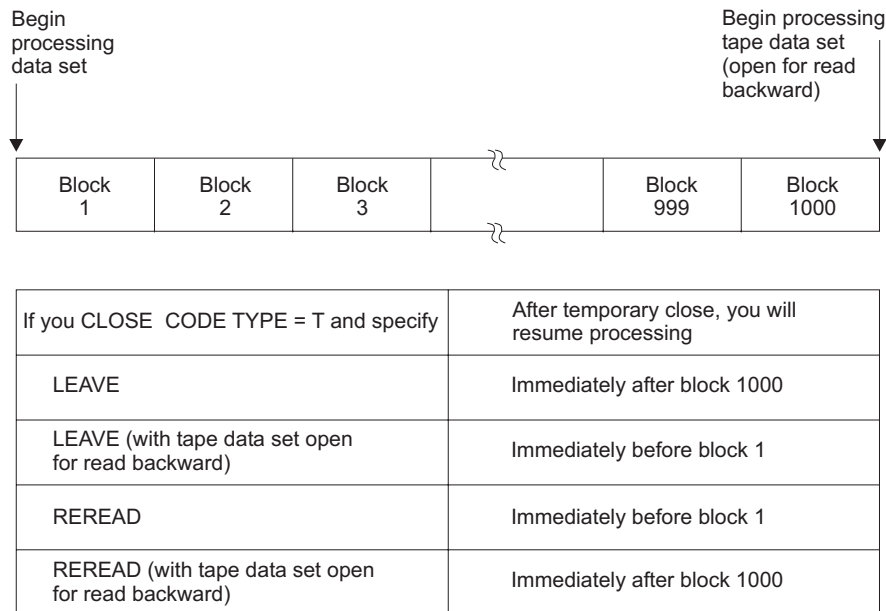 Begin
processing
data set
Begin processing
tape data set
(open for read
backward)
Block
1
Block
2
Block
3
Block
999
Block
1000
If you CLOSE CODE TYPE = T and specify
After temporary close, you will
resume processing
LEAVE
Immediately after block 1000
LEAVE (with tape data set open
for read backward)
Immediately before block 1
REREAD
Immediately before block 1
REREAD (with tape data set open
for read backward)
Immediately after block 1000